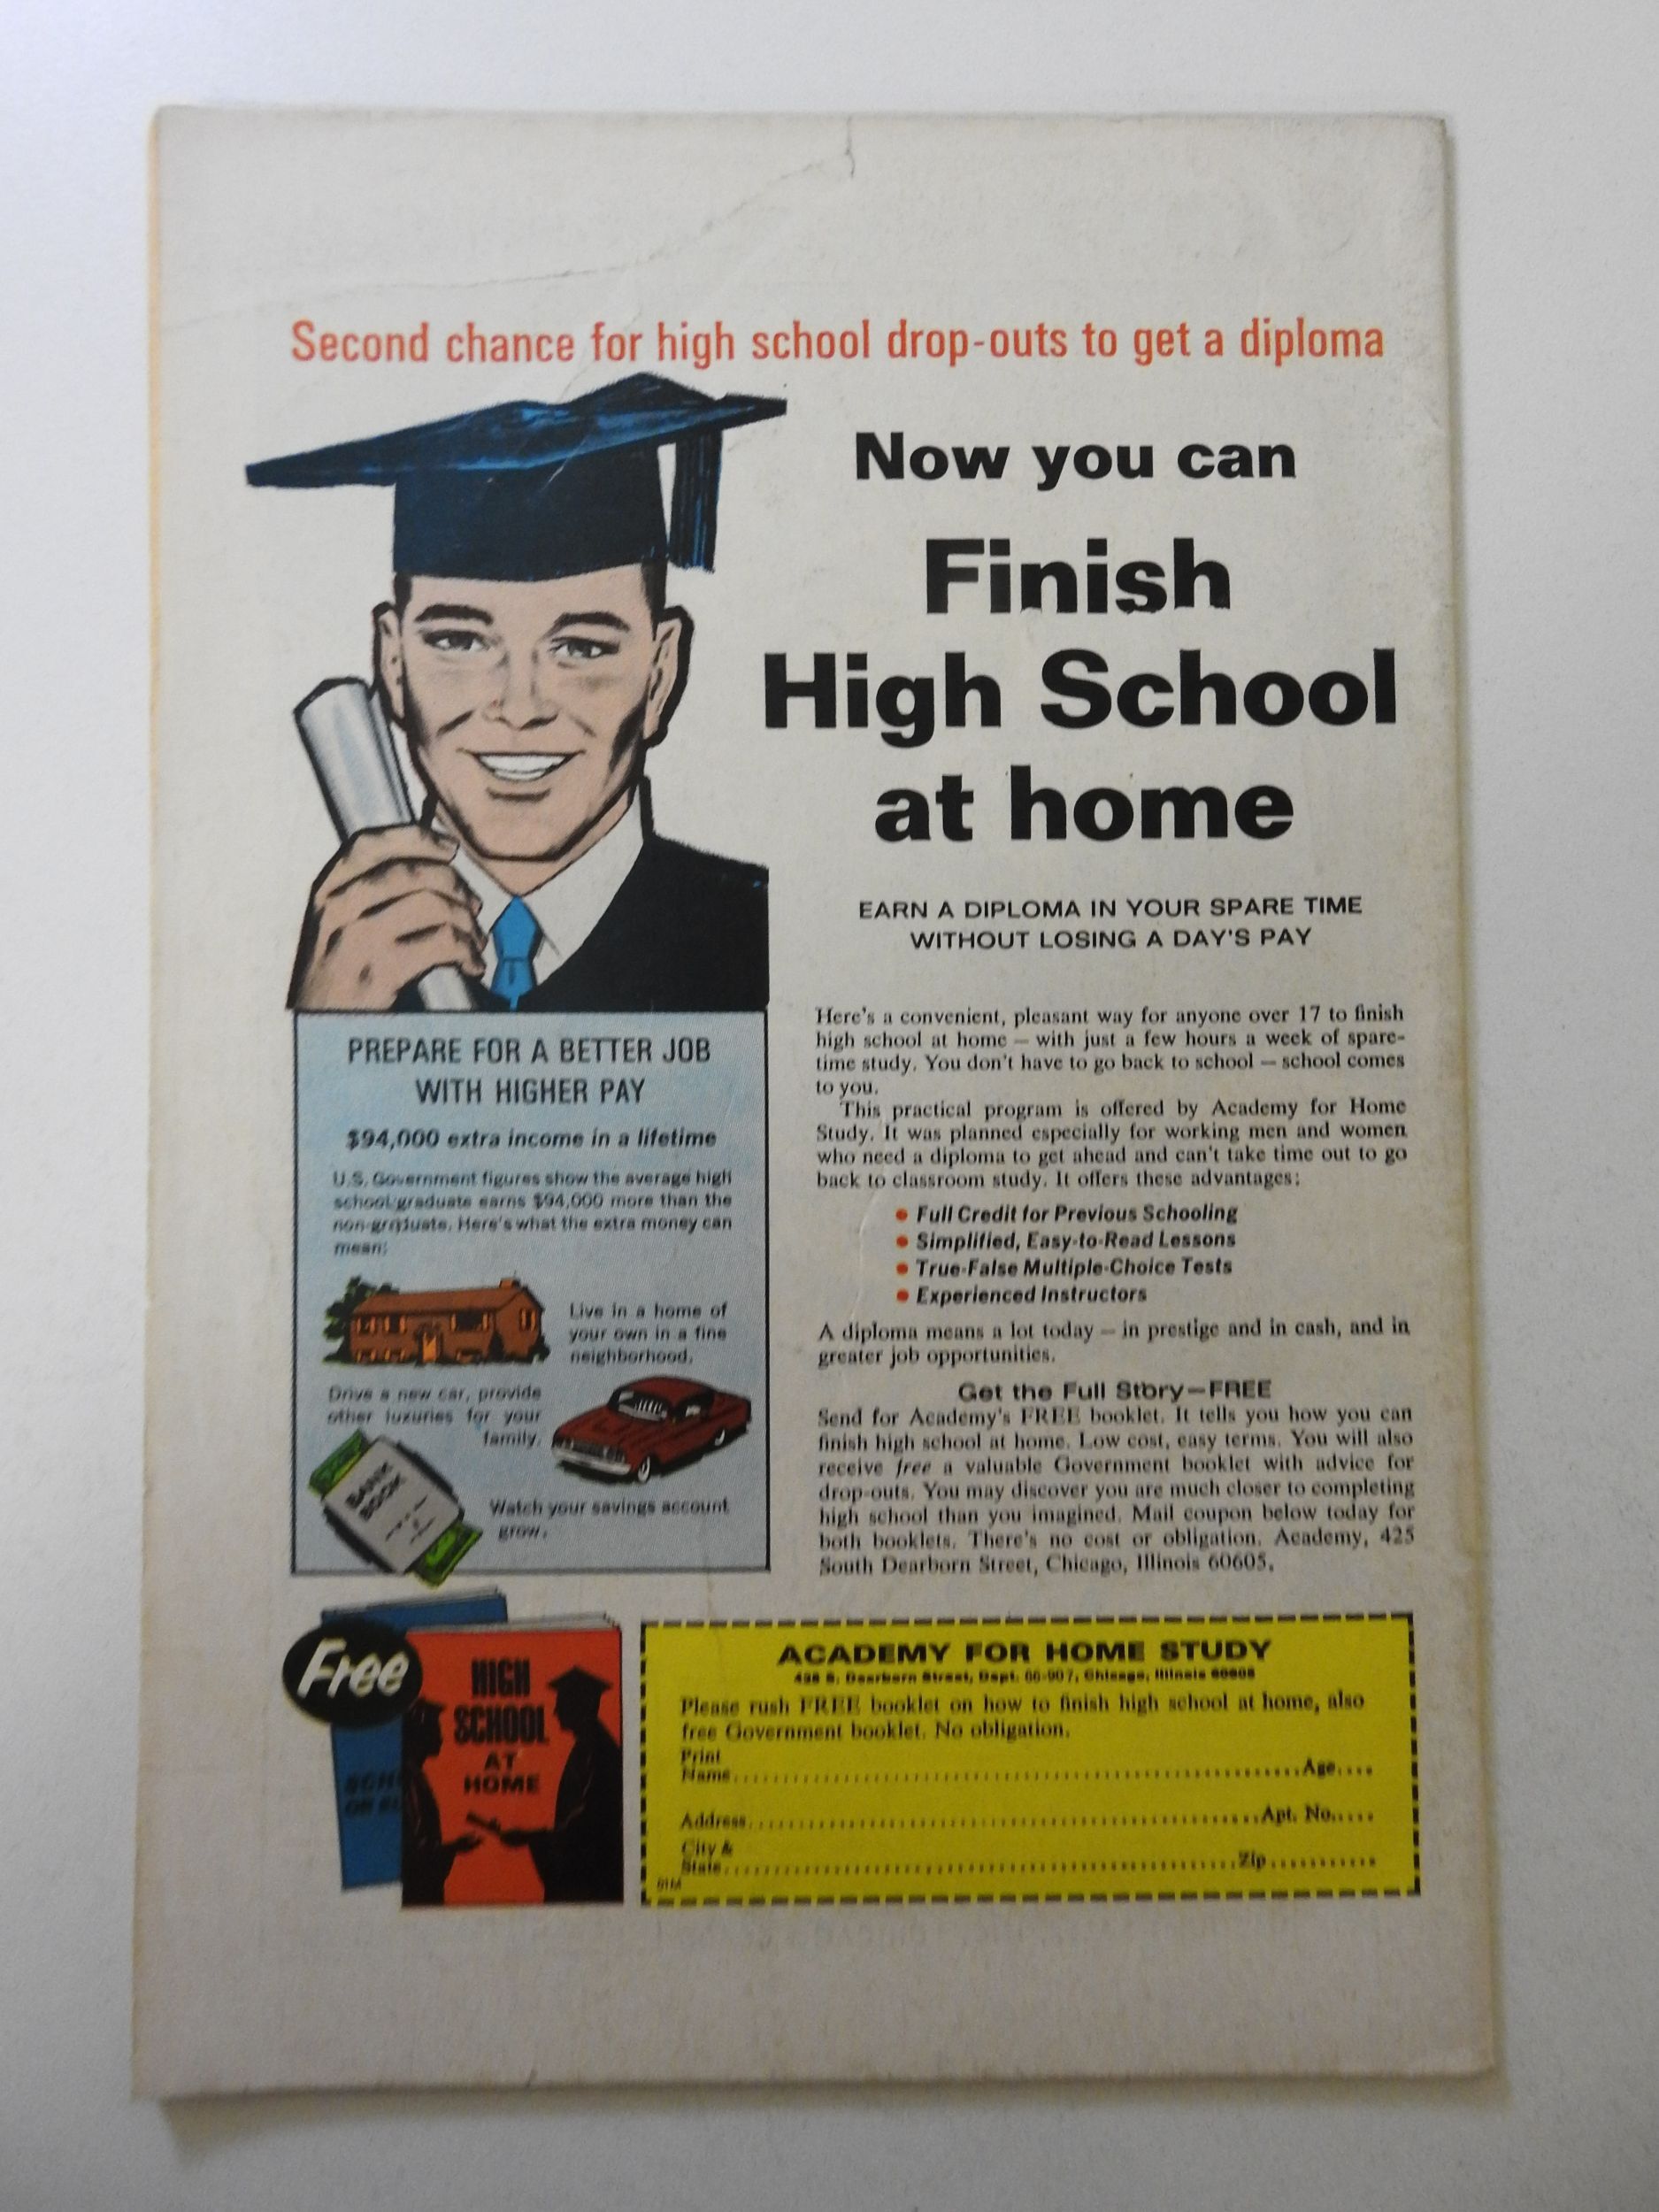 Second chance for high school drop-outs to get a diploma
Now you can
Finish
High School
at home
EARN A DIPLOMA IN YOUR SPARE TIME
WITHOUT LOSING A DAY'S PAY
PREPARE FOR A BETTER JOB
WITH HIGHER PAY
$94,000 extra income in a lifetime
U.S. Government figures show the average high
school graduate earns $94,000 more than the
non-graduate. Here's what the extra money can
mean:
Live in a home of
your own in a fine
neighborhood.
Drive a new car, provide
other luxuries for your
family.
BANK
BOOK
Watch your savings account
grow.
Here's a convenient, pleasant way for anyone over 17 to finish
high school at home — with just a few hours a week of spare-
time study. You don't have to go back to school — school comes
to you.
This practical program is offered by Academy for Home
Study. It was planned especially for working men and women
who need a diploma to get ahead and can't take time out to go
back to classroom study. It offers these advantages:
• Full Credit for Previous Schooling
• Simplified, Easy-to-Read Lessons
• True-False Multiple-Choice Tests
• Experienced Instructors
A diploma means a lot today — in prestige and in cash, and in
greater job opportunities.
Get the Full Story—FREE
Send for Academy's FREE booklet. It tells you how you can
finish high school at home. Low cost, easy terms. You will also
receive free a valuable Government booklet with advice for
drop-outs. You may discover you are much closer to completing
high school than you imagined. Mail coupon below today for
both booklets. There's no cost or obligation. Academy, 425
South Dearborn Street, Chicago, Illinois 60605.
Free
HIGH
SCHOOL
AT
HOME
ACADEMY FOR HOME STUDY
S. Dearborn Street, Dept. 66-907, Chicago, Illinois 60605
Please rush FREE booklet on how to finish high school at home, also
free Government booklet. No obligation.
Print
Name..........Age....
Address..........Apt. No.....
City &
State..........Zip..........